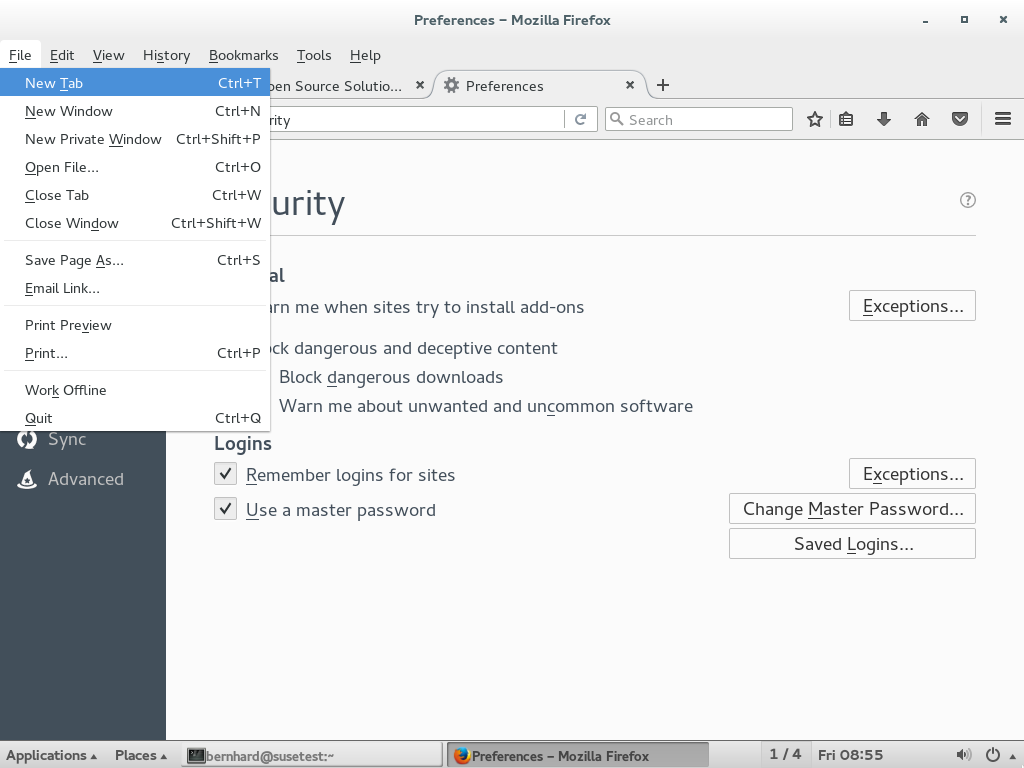 Preferences – Mozilla Firefox
File Edit View History Bookmarks Tools Help
New Tab Ctrl+T
New Window Ctrl+N
New Private Window Ctrl+Shift+P
Open File... Ctrl+O
Close Tab Ctrl+W
Close Window Ctrl+Shift+W
Save Page As... Ctrl+S
Email Link...
Print Preview
Print... Ctrl+P
Work Offline
Quit Ctrl+Q
pen Source Solutio... Preferences
rity Search
urity
al
rn me when sites try to install add-ons Exceptions...
ck dangerous and deceptive content
Block dangerous downloads
Warn me about unwanted and uncommon software
Logins
Remember logins for sites Exceptions...
Use a master password Change Master Password...
Saved Logins...
Sync
Advanced
Applications Places bernhard@susetest:~ Preferences – Mozilla Firefox 1 / 4 Fri 08:55